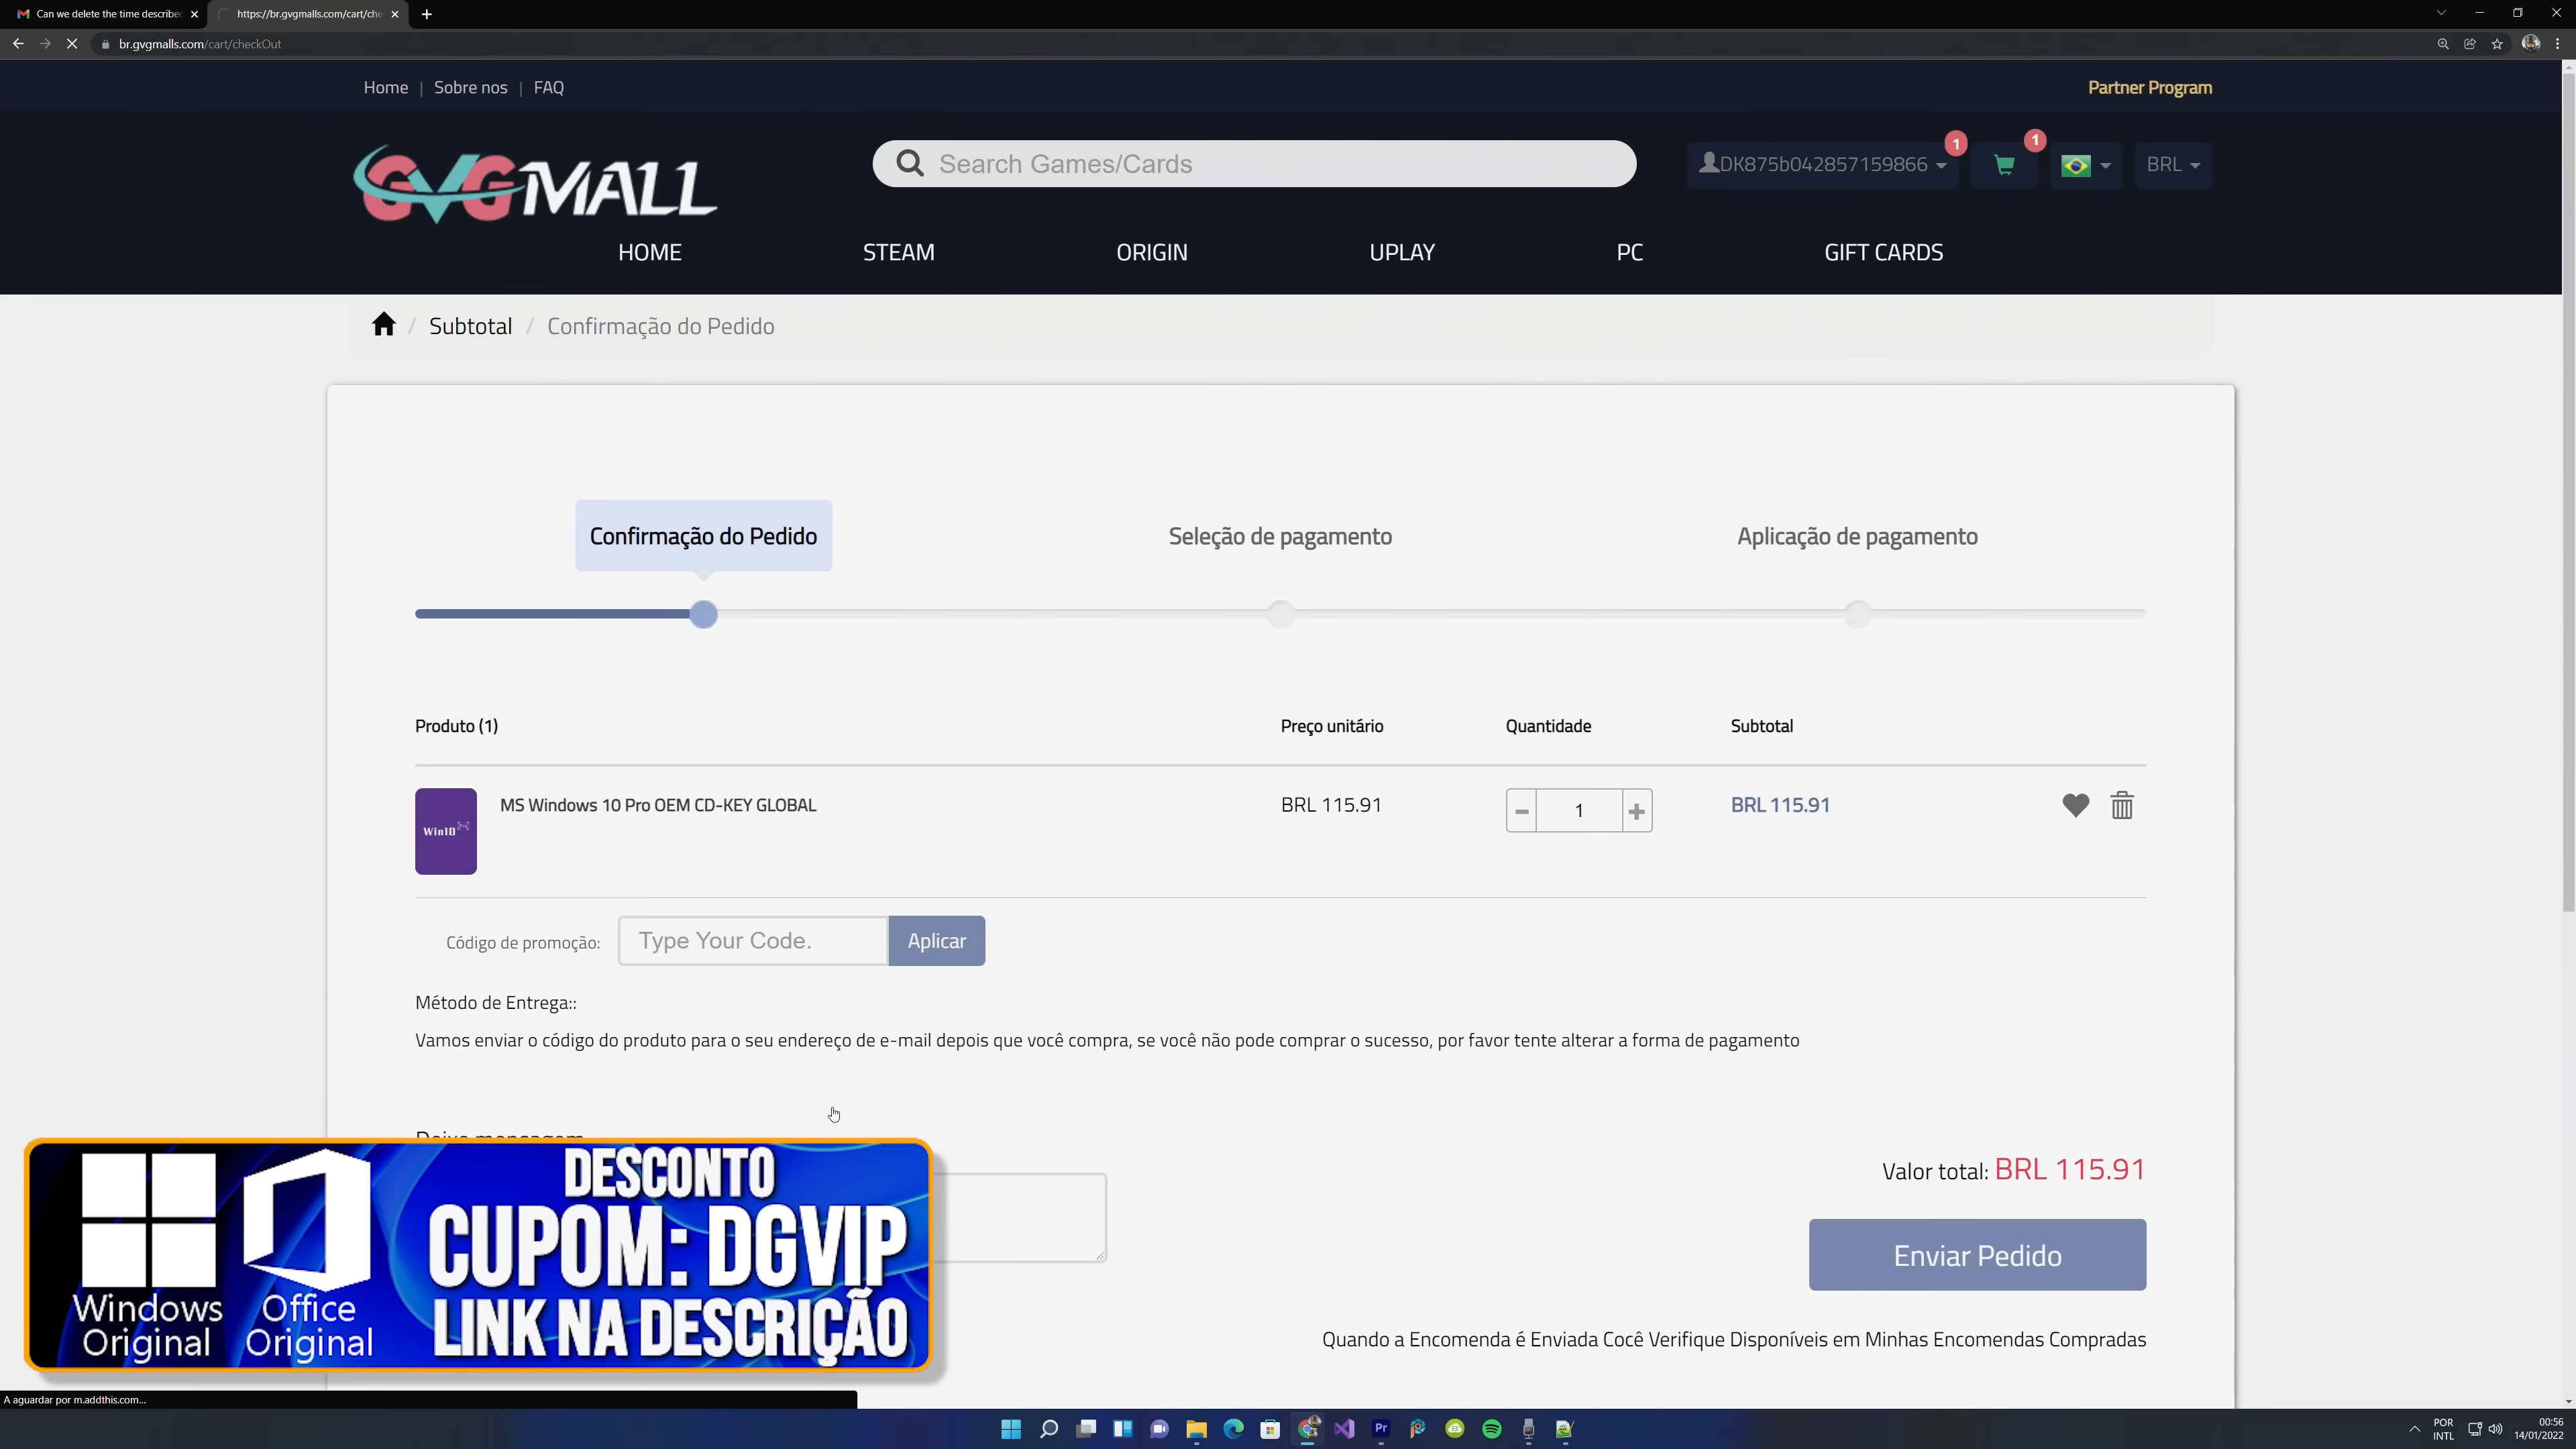 Can we delete the time describe
https://br.gvgmalls.com/cart/che
br.gvgmalls.com/cart/checkOut
Home | Sobre nos | FAQ
Partner Program
GVGMALL
Search Games/Cards
DK875b042857159866
1
1
BRL
HOME
STEAM
ORIGIN
UPLAY
PC
GIFT CARDS
/ Subtotal / Confirmação do Pedido
Confirmação do Pedido
Seleção de pagamento
Aplicação de pagamento
Produto (1)
Preço unitário
Quantidade
Subtotal
Win10
MS Windows 10 Pro OEM CD-KEY GLOBAL
BRL 115.91
1
BRL 115.91
Código de promoção:
Type Your Code.
Aplicar
Método de Entrega::
Vamos enviar o código do produto para o seu endereço de e-mail depois que você compra, se você não pode comprar o sucesso, por favor tente alterar a forma de pagamento
Valor total: BRL 115.91
Enviar Pedido
Quando a Encomenda é Enviada Cocê Verifique Disponíveis em Minhas Encomendas Compradas
Windows
Original
Office
Original
DESCONTO
CUPOM: DGVIP
LINK NA DESCRIÇÃO
A aguardar por m.addthis.com...
Pr
POR
INTL
00:56
14/01/2022